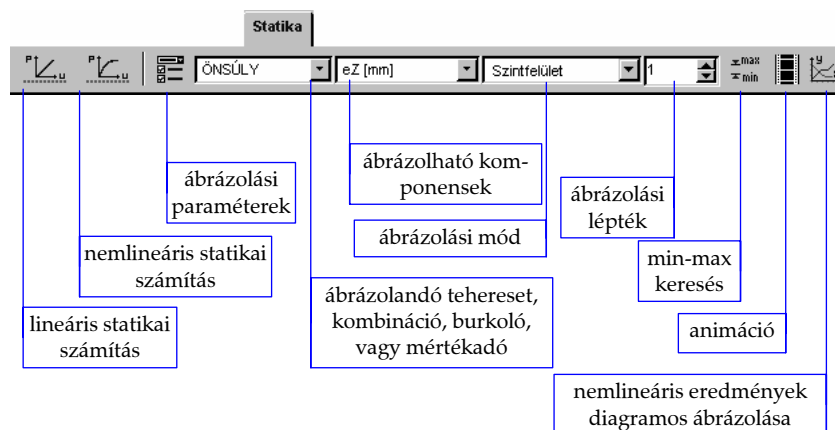 Statika
P
u
P
u
ÖNSÚLY
eZ [mm]
Szintfelület
1
max
min
y
ábrázolási
paraméterek
ábrázolható kom-
ponensek
ábrázolási
lépték
ábrázolási mód
nemlineáris statikai
számítás
min-max
keresés
ábrázolandó tehereset,
kombináció, burkoló,
vagy mértékadó
lineáris statikai
számítás
animáció
nemlineáris eredmények
diagramos ábrázolása